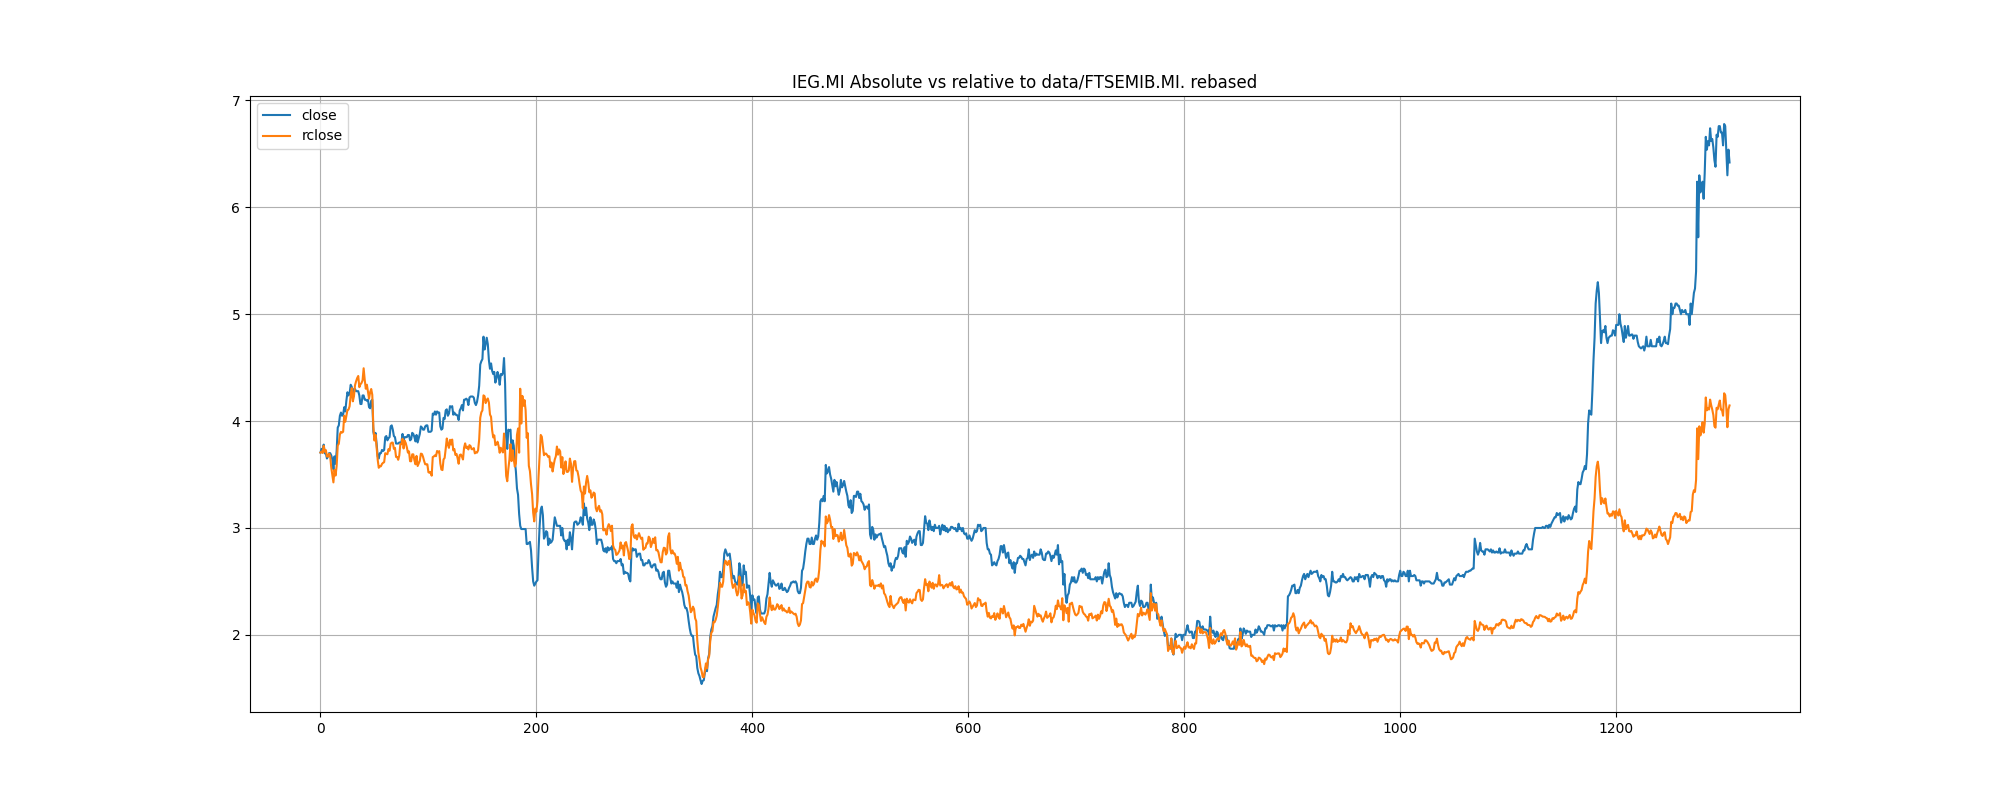 IEG.MI Absolute vs relative to data/FTSEMIB.MI. rebased
close
rclose
7
6
5
4
3
2
0 200 400 600 800 1000 1200